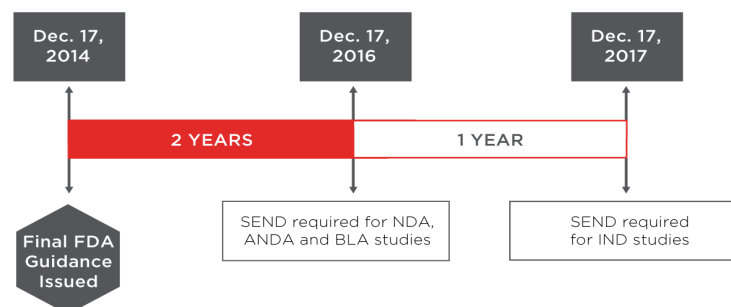 Dec. 17,
2014
Dec. 17,
2016
Dec. 17,
2017
2 YEARS
1 YEAR
Final FDA
Guidance
Issued
SEND required for NDA,
ANDA and BLA studies
SEND required
for IND studies